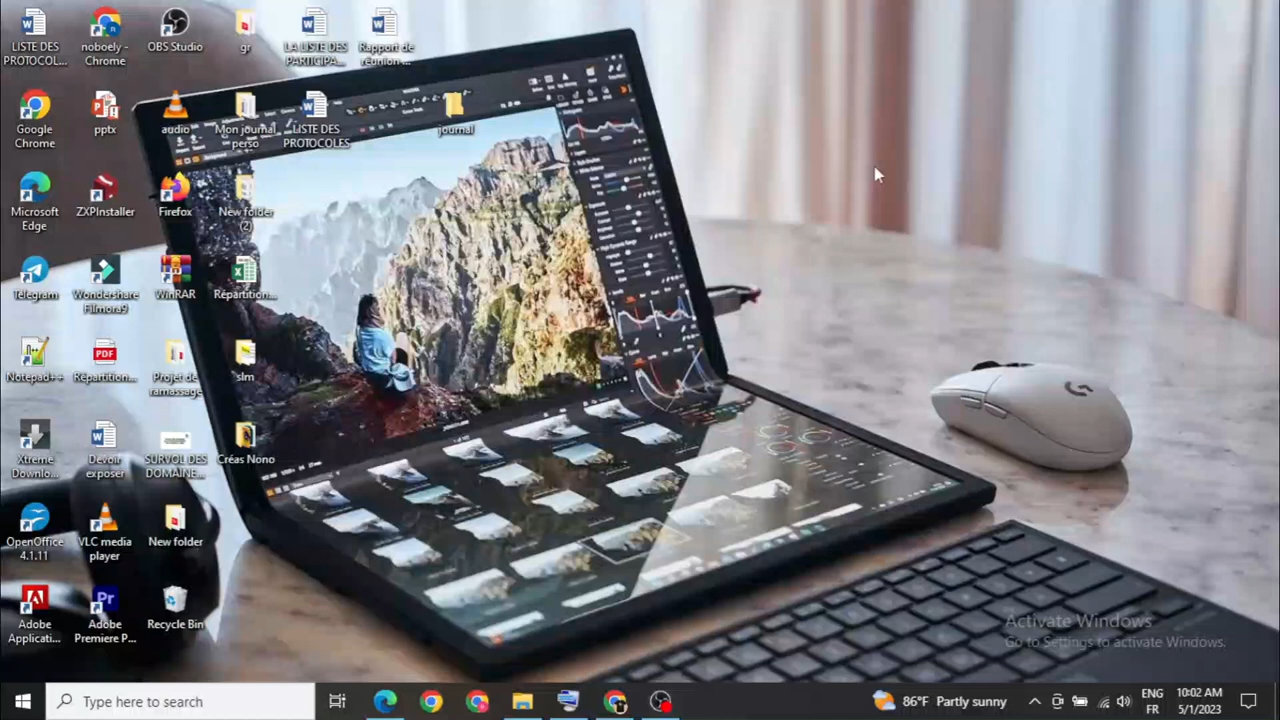 LISTE DES
PROTOCOL...
noboely -
Chrome
OBS Studio
gr
LA LISTE DES
PARTICIPA...
Rapport de
réunion -...
Google
Chrome
pptx
audio
Mon journal
perso
LISTE DES
PROTOCOLES
journal
Microsoft
Edge
ZXPInstaller
Firefox
New folder
(2)
Telegram
Wondershare
Filmora9
WinRAR
Répartition...
Notepad++
PDF
Répartition...
Projet de
ramassage
slm
Xtreme
Downlo...
Devoir
exposer
SURVOL DES
DOMAINE...
Créas Nono
OpenOffice
4.1.11
VLC media
player
New folder
Adobe
Applicati...
Pr
Adobe
Premiere P...
Recycle Bin
Activate Windows
Go to Settings to activate Windows.
Type here to search
86°F Partly sunny
ENG
FR
10:02 AM
5/1/2023